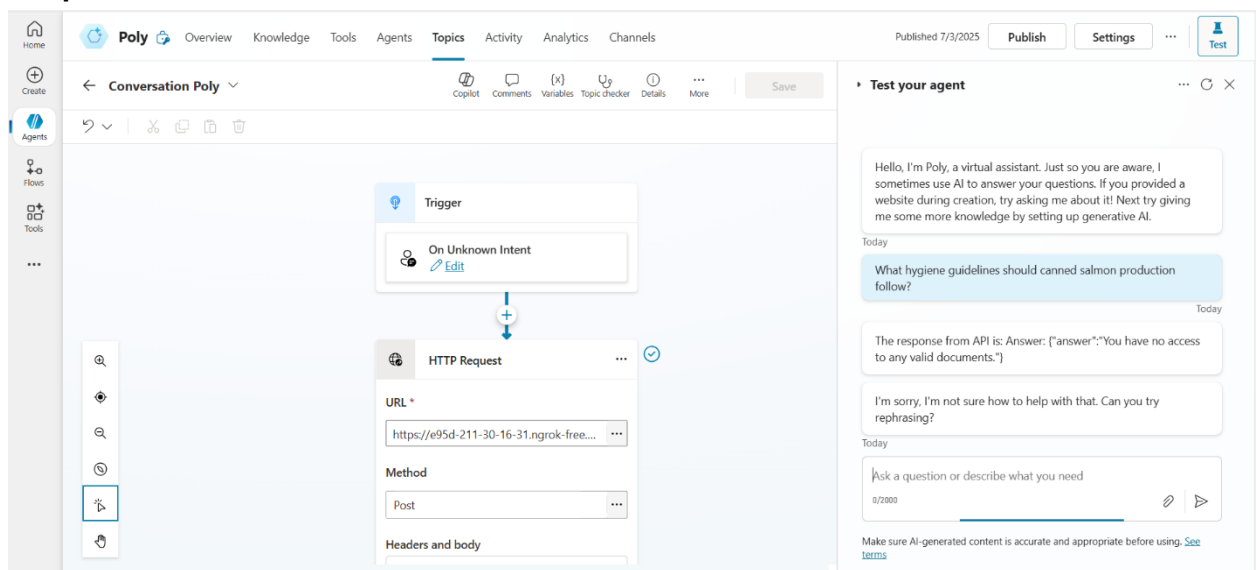 Home
Create
Agents
Flows
Tools
Poly
Overview
Knowledge
Tools
Agents
Topics
Activity
Analytics
Channels
Published 7/3/2025
Publish
Settings
Test
Conversation Poly
Copilot
Comments
{x}
Variables
Topic checker
Details
More
Save
Trigger
On Unknown Intent
Edit
HTTP Request
URL *
https://e95d-211-30-16-31.ngrok-free....
Method
Post
Headers and body
Test your agent
Hello, I'm Poly, a virtual assistant. Just so you are aware, I
sometimes use AI to answer your questions. If you provided a
website during creation, try asking me about it! Next try giving
me some more knowledge by setting up generative AI.
Today
What hygiene guidelines should canned salmon production
follow?
Today
The response from API is: Answer: {"answer":"You have no access
to any valid documents."}
I'm sorry, I'm not sure how to help with that. Can you try
rephrasing?
Today
Ask a question or describe what you need
0/2000
Make sure AI-generated content is accurate and appropriate before using. See
terms